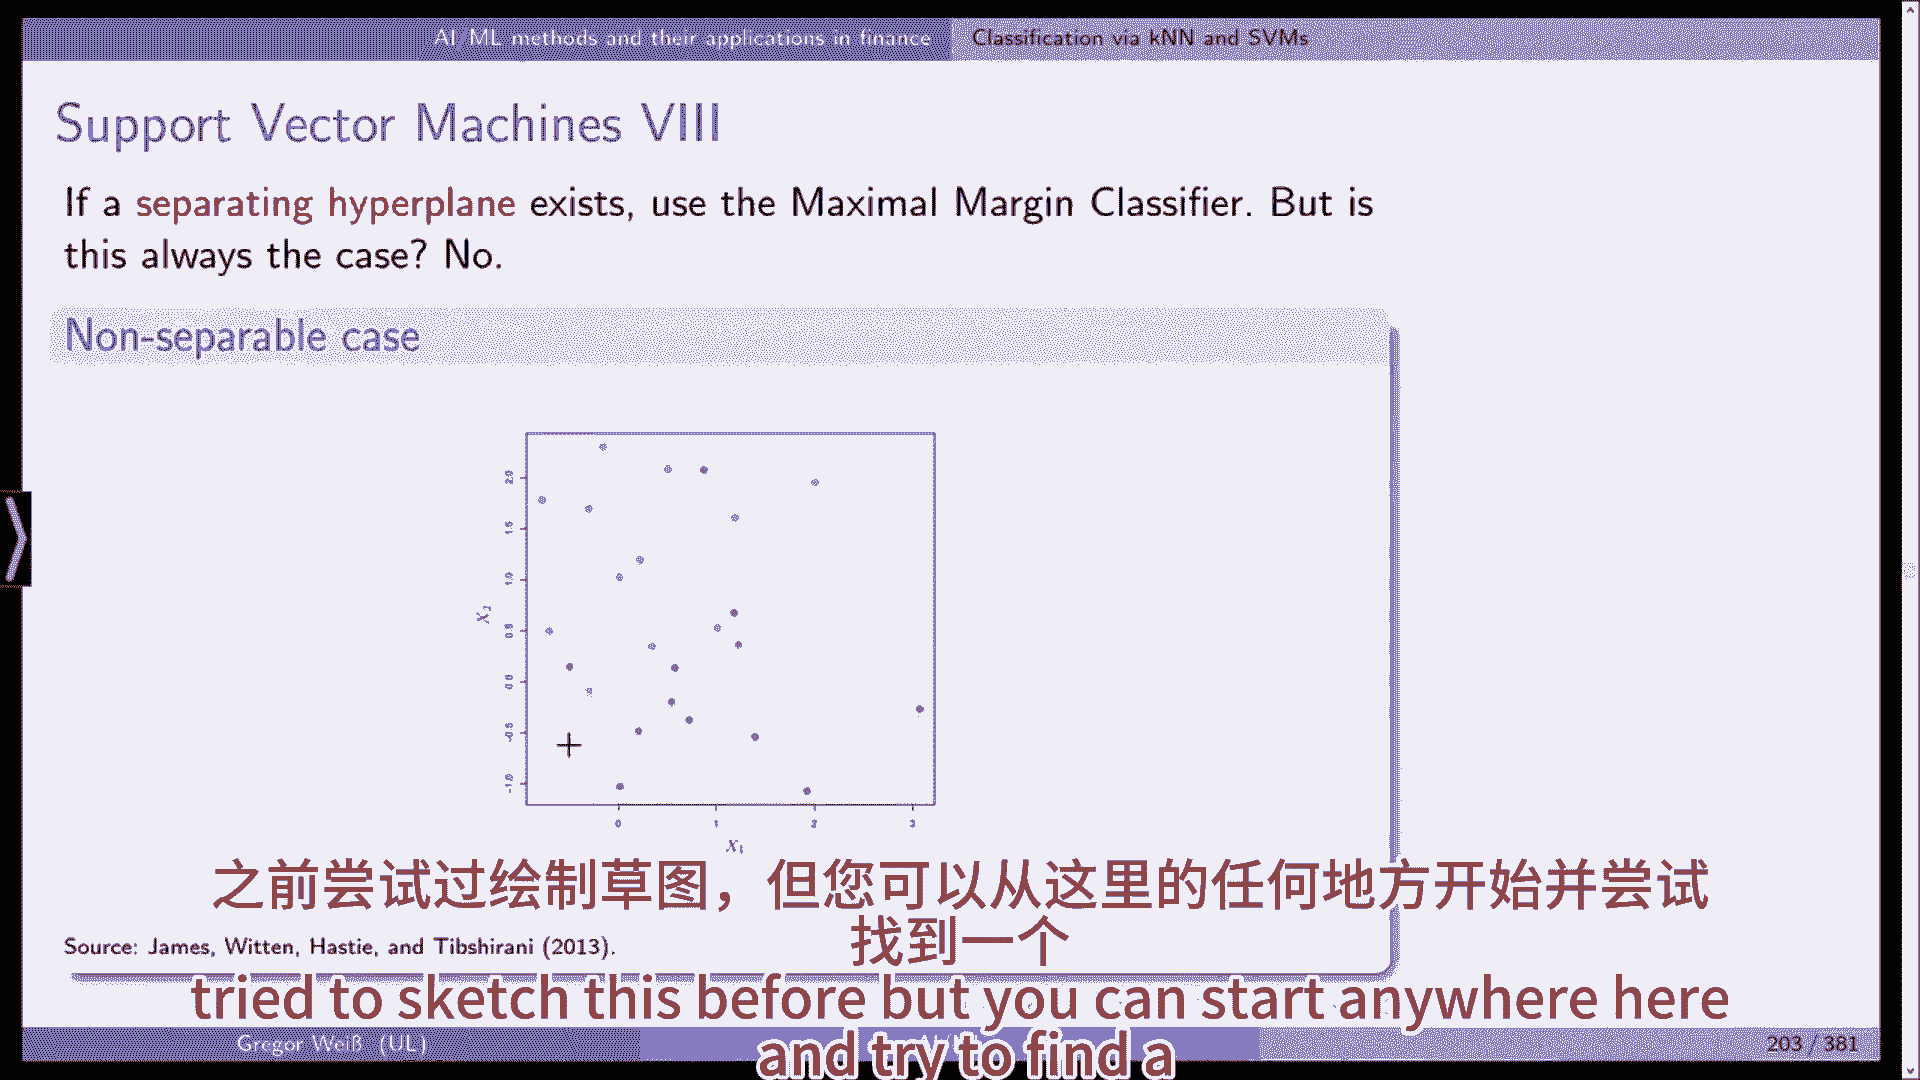 AI ML methods and their applications in finance
Classification via kNN and SVMs
Support Vector Machines VIII
If a separating hyperplane exists, use the Maximal Margin Classifier. But is
this always the case? No.
Non-separable case
2.0
1.5
1.0
0.5
0.0
-0.5
-1.0
X₂
0 1 2 3
X₁
之前尝试过绘制草图，但您可以从这里的任何地方开始并尝试
找到一个
Source: James, Witten, Hastie, and Tibshirani (2013).
tried to sketch this before but you can start anywhere here
and try to find a
Gregor Weiß (UL)
203 / 381